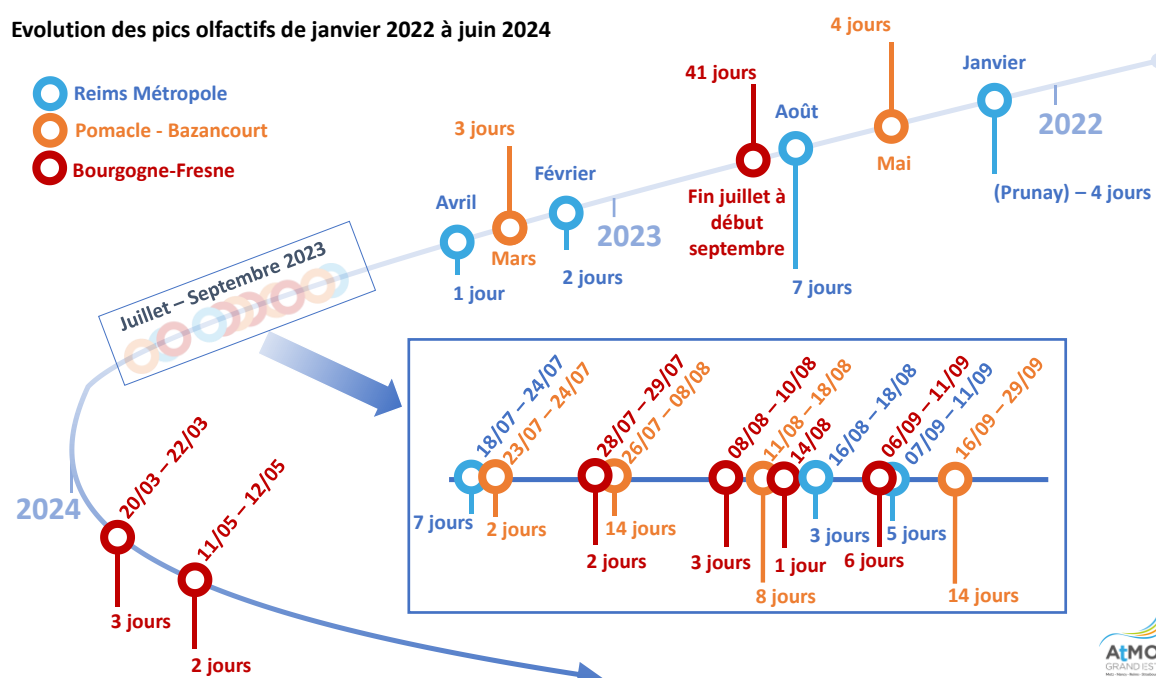 Evolution des pics olfactifs de janvier 2022 à juin 2024
Reims Métropole
Pomacle - Bazancourt
Bourgogne-Fresne
4 jours
Janvier
41 jours
Août
2022
3 jours
Mai
Février
(Prunay) – 4 jours
Avril
Fin juillet à
début
septembre
2023
Mars
2 jours
7 jours
1 jour
Juillet – Septembre 2023
18/07 – 24/07
23/07 – 24/07
28/07 – 29/07
26/07 – 08/08
08/08 – 10/08
11/08 – 18/08
14/08
16/08 – 18/08
06/09 – 11/09
07/09 – 11/09
16/09 – 29/09
7 jours
2 jours
14 jours
3 jours
5 jours
2 jours
3 jours
1 jour
6 jours
8 jours
14 jours
2024
20/03 – 22/03
11/05 – 12/05
3 jours
2 jours
AtMO
GRAND EST